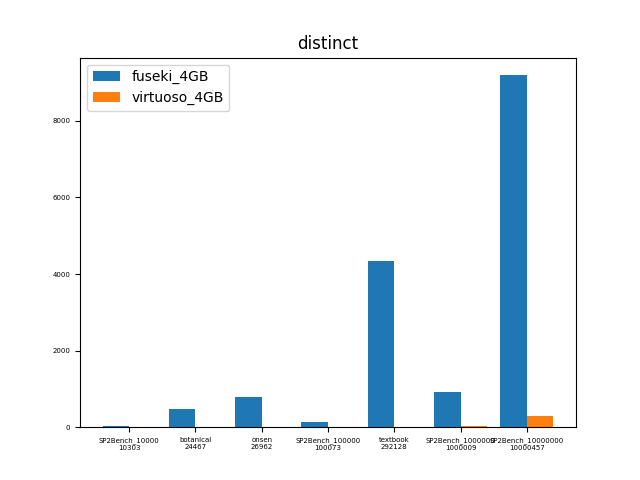 distinct
fuseki_4GB
virtuoso_4GB
8000
6000
4000
2000
0
SP2Bench_10000
10303
botanical
24467
onsen
26962
SP2Bench_100000
100073
textbook
292128
SP2Bench_1000000
1000009
SP2Bench_10000000
10000457